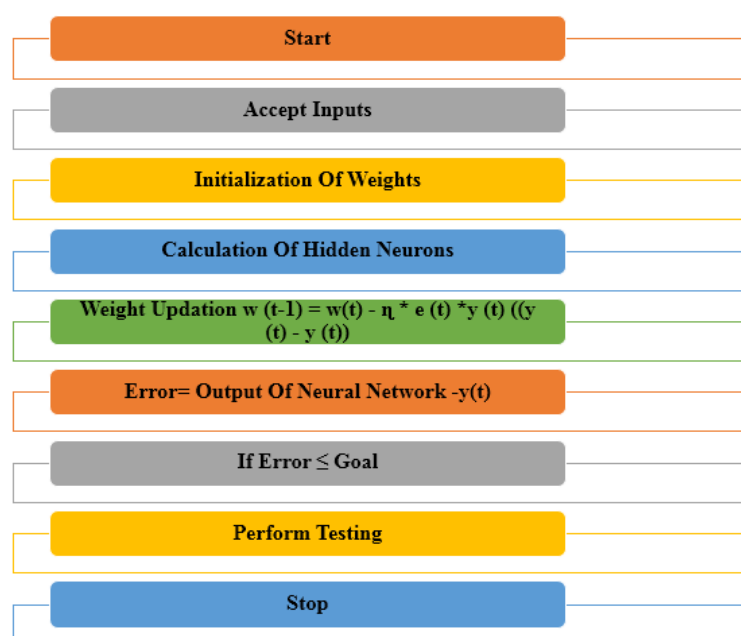 Start
Accept Inputs
Initialization Of Weights
Calculation Of Hidden Neurons
Weight Updation w (t-1) = w(t) - η * e (t) *y (t) ((y
(t) - y (t))
Error= Output Of Neural Network -y(t)
If Error ≤ Goal
Perform Testing
Stop